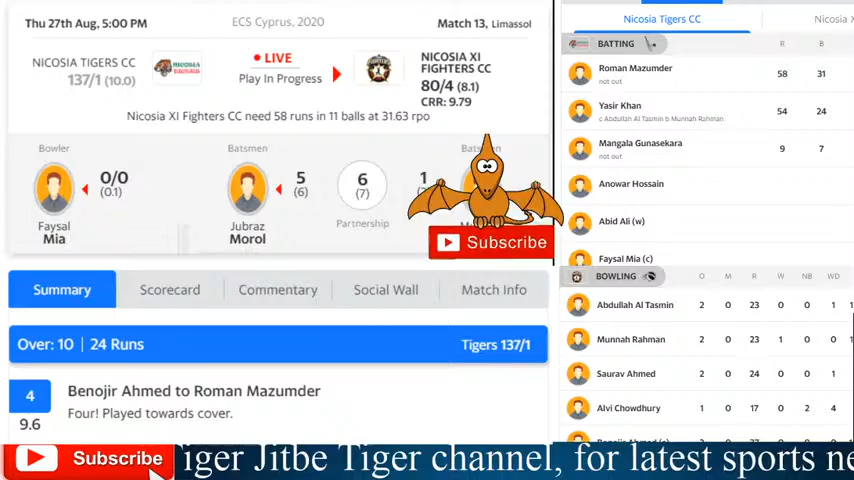 Thu 27th Aug, 5:00 PM
ECS Cyprus, 2020
Match 13, Limassol
NICOSIA TIGERS CC
137/1 (10.0)
LIVE
Play In Progress
NICOSIA XI
FIGHTERS CC
80/4 (8.1)
CRR: 9.79
Nicosia XI Fighters CC need 58 runs in 11 balls at 31.63 rpo
Bowler
0/0
(0.1)
Faysal
Mia
Batsmen
5
(6)
Jubraz
Morol
6
(7)
Partnership
1
Subscribe
Summary
Scorecard
Commentary
Social Wall
Match Info
Over: 10 | 24 Runs
Tigers 137/1
4
9.6
Benojir Ahmed to Roman Mazumder
Four! Played towards cover.
Nicosia Tigers CC
Nicosia X
BATTING R B
Roman Mazumder 58 31
not out
Yasir Khan 54 24
c Abdullah Al Tasmin b Munnah Rahman
Mangala Gunasekara 9 7
not out
Anowar Hossain
Abid Ali (w)
Faysal Mia (c)
BOWLING O M R W NB WD
Abdullah Al Tasmin 2 0 23 0 0 1
Munnah Rahman 2 0 23 1 0 0
Saurav Ahmed 2 0 24 0 0 1
Alvi Chowdhury 1 0 17 0 2 4
Subscribe
iger Jitbe Tiger channel, for latest sports ne